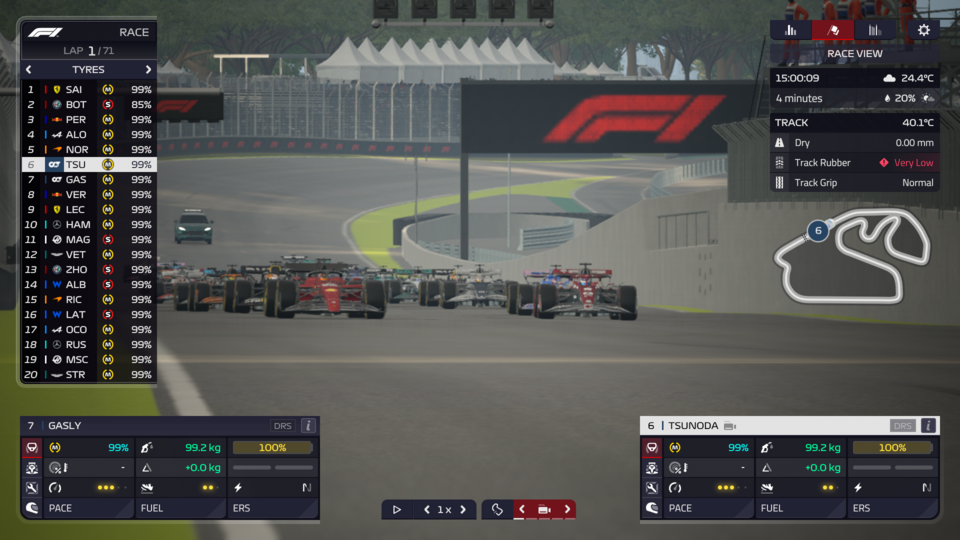 F1 RACE
LAP 1 / 71
TYRES
1 SAI M 99%
2 BOT S 85%
3 PER M 99%
4 ALO M 99%
5 NOR M 99%
6 TSU M 99%
7 GAS M 99%
8 VER M 99%
9 LEC M 99%
10 HAM M 99%
11 MAG S 99%
12 VET M 99%
13 ZHO S 99%
14 ALB S 99%
15 RIC M 99%
16 LAT S 99%
17 OCO M 99%
18 RUS M 99%
19 MSC M 99%
20 STR M 99%
F1
F1
RACE VIEW
15:00:09 24.4°C
4 minutes 20%
TRACK 40.1°C
Dry 0.00 mm
Track Rubber Very Low
Track Grip Normal
6
7 GASLY DRS i
M 99% 99.2 kg 100%
- +0.0 kg
N
PACE FUEL ERS
1x
6 TSUNODA DRS i
M 99% 99.2 kg 100%
- +0.0 kg
N
PACE FUEL ERS